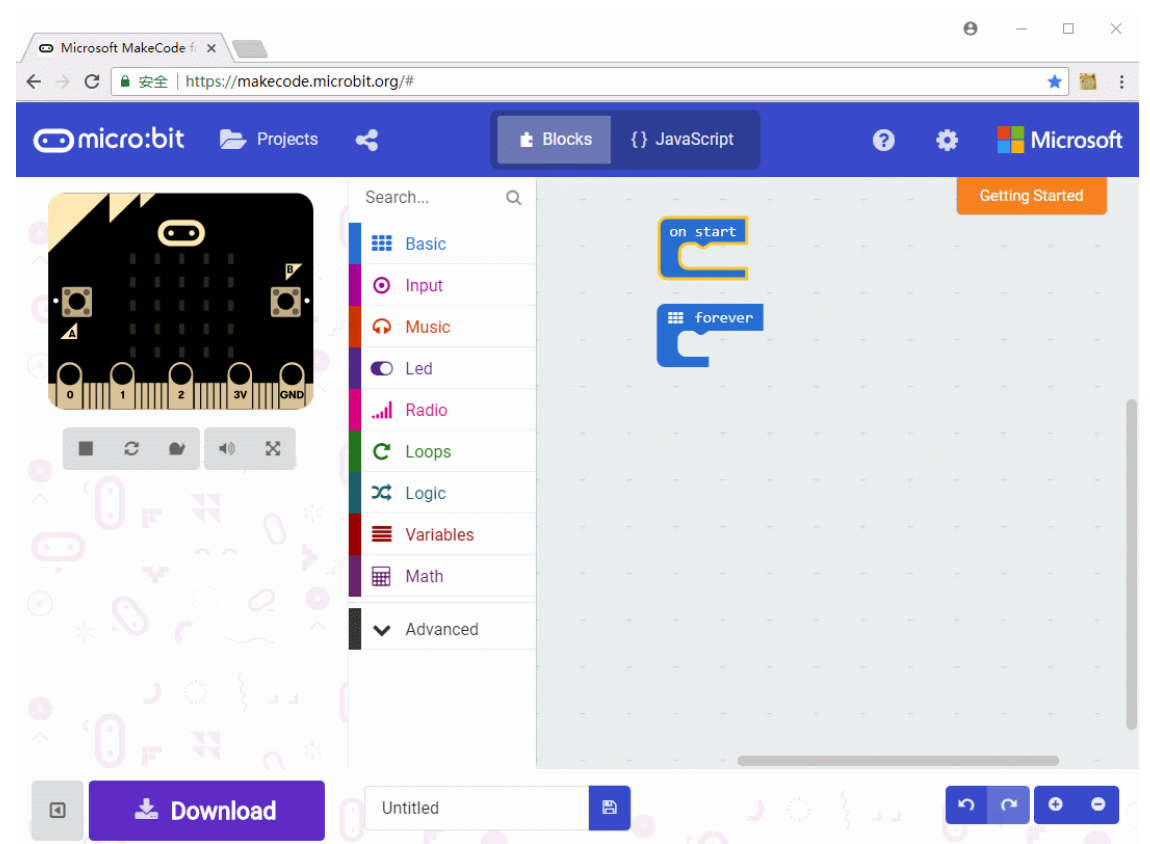 Microsoft MakeCode fo
安全 | https://makecode.microbit.org/#
micro:bit Projects Blocks {} JavaScript Microsoft
Search...
Getting Started
Basic
Input
Music
Led
Radio
Loops
Logic
Variables
Math
Advanced
on start
forever
A
B
0 1 2 3V GND
Download
Untitled